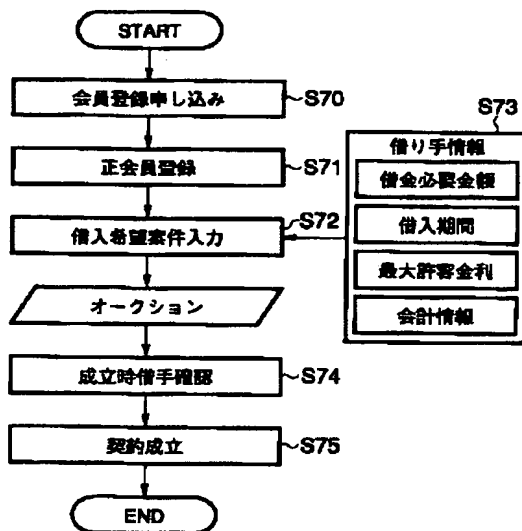 START
会員登録申し込み
S70
正会員登録
S71
借入希望案件入力
S72
S73
借り手情報
借金必要金額
借入期間
最大許容金利
会計情報
オークション
成立時借手確認
S74
契約成立
S75
END